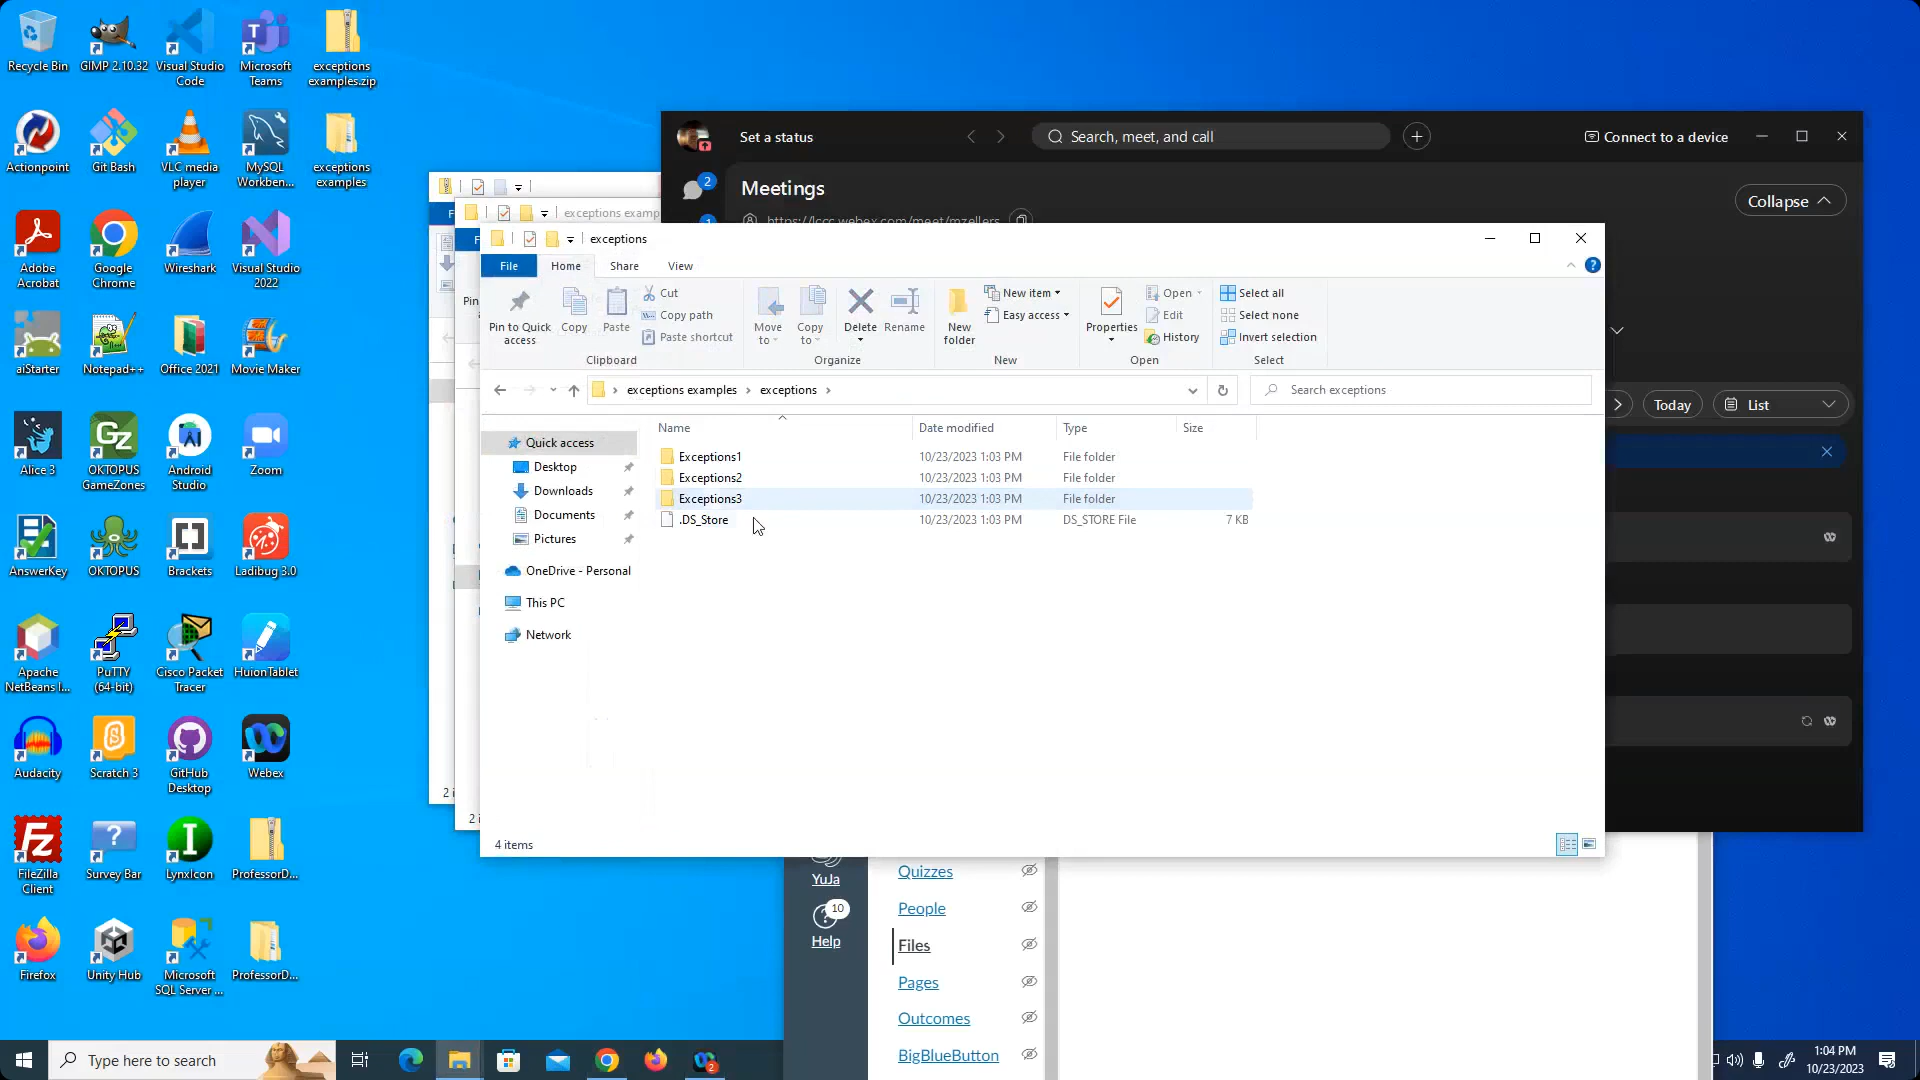 Recycle Bin
GIMP 2.10.32
Visual Studio
Code
Microsoft
Teams
exceptions
examples.zip
Actionpoint
Git Bash
VLC media
player
MySQL
Workben...
exceptions
examples
Adobe
Acrobat
Google
Chrome
Wireshark
Visual Studio
2022
aiStarter
Notepad++
Office 2021
Movie Maker
Alice 3
OKTOPUS
GameZones
Android
Studio
Zoom
AnswerKey
OKTOPUS
Brackets
Ladibug 3.0
Apache
NetBeans I...
PuTTY
(64-bit)
Cisco Packet
Tracer
HuionTablet
Audacity
Scratch 3
GitHub
Desktop
Webex
FileZilla
Client
Survey Bar
LynxIcon
ProfessorD...
Firefox
Unity Hub
Microsoft
SQL Server ...
ProfessorD...
Set a status
Search, meet, and call
Connect to a device
2
Meetings
https://lccc.webex.com/meet/mzellers
Collapse
Today
List
exceptions examp
exceptions
File
Home
Share
View
Pin to Quick
access
Copy
Paste
Cut
Copy path
Paste shortcut
Clipboard
Move
to
Copy
to
Delete
Rename
Organize
New
folder
New item
Easy access
New
Properties
Open
Edit
History
Open
Select all
Select none
Invert selection
Select
exceptions examples
exceptions
Search exceptions
Name
Date modified
Type
Size
Quick access
Desktop
Downloads
Documents
Pictures
OneDrive - Personal
This PC
Network
Exceptions1 10/23/2023 1:03 PM File folder
Exceptions2 10/23/2023 1:03 PM File folder
Exceptions3 10/23/2023 1:03 PM File folder
.DS_Store 10/23/2023 1:03 PM DS_STORE File 7 KB
4 items
YuJa
10
Help
Quizzes
People
Files
Pages
Outcomes
BigBlueButton
Type here to search
2
1:04 PM
10/23/2023